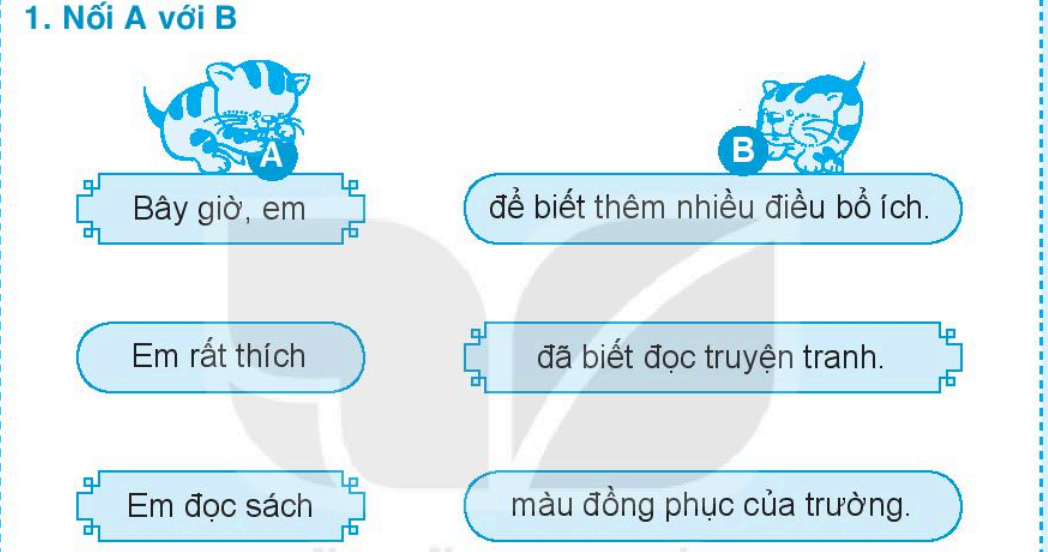 1. Nối A với B
A
B
Bây giờ, em
để biết thêm nhiều điều bổ ích.
Em rất thích
đã biết đọc truyện tranh.
Em đọc sách
màu đồng phục của trường.